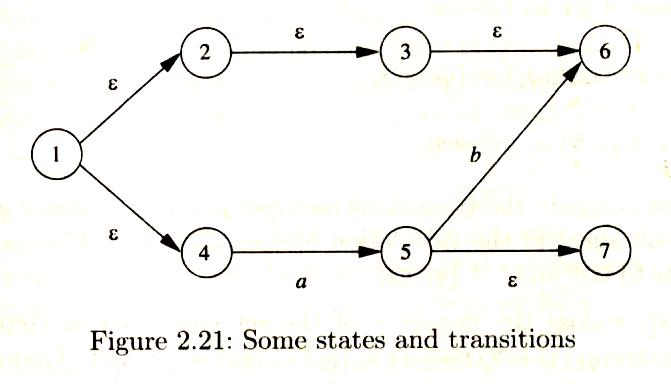 ε
ε
2
3
6
ε
1
b
ε
4
5
7
a
ε
Figure 2.21: Some states and transitions